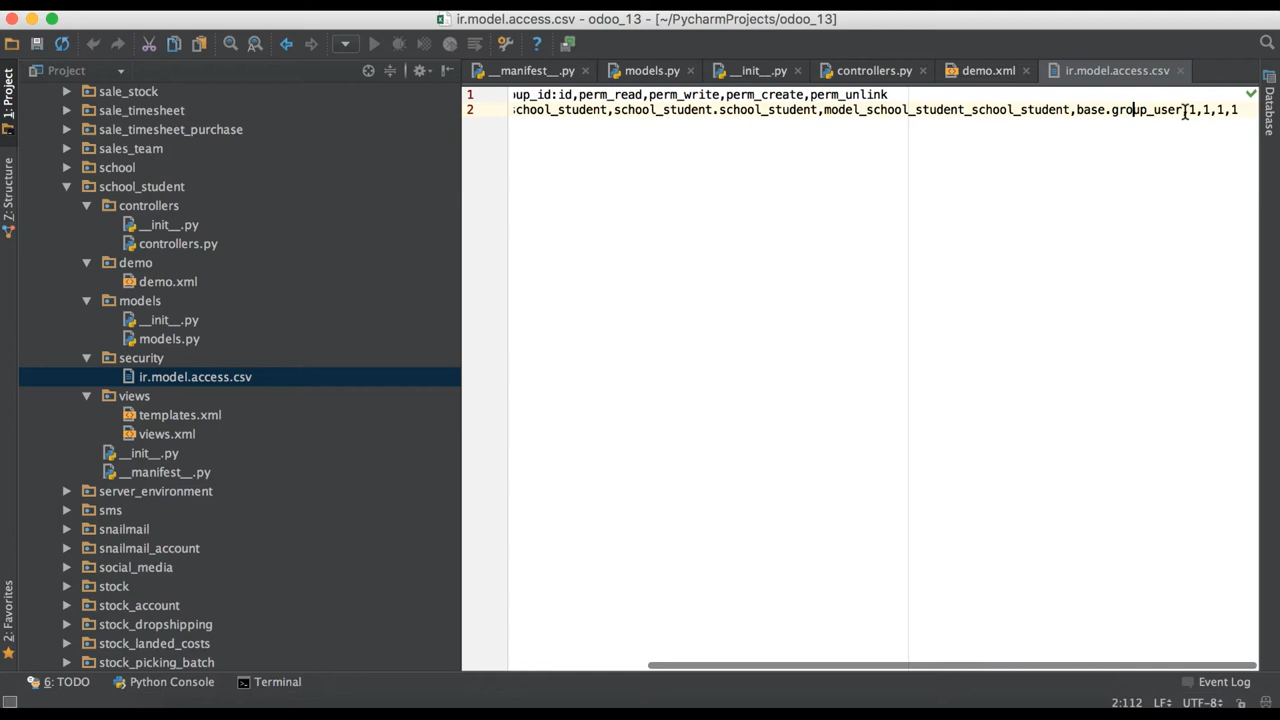 ir.model.access.csv - odoo_13 - [~/PycharmProjects/odoo_13]
Project
__manifest__.py
models.py
__init__.py
controllers.py
demo.xml
ir.model.access.csv
1: Project
Z: Structure
2: Favorites
Database
sale_stock
sale_timesheet
sale_timesheet_purchase
sales_team
school
school_student
controllers
__init__.py
controllers.py
demo
demo.xml
models
__init__.py
models.py
security
ir.model.access.csv
views
templates.xml
views.xml
__init__.py
__manifest__.py
server_environment
sms
snailmail
snailmail_account
social_media
stock
stock_account
stock_dropshipping
stock_landed_costs
stock_picking_batch
1 up_id:id,perm_read,perm_write,perm_create,perm_unlink
2 school_student,school_student.school_student,model_school_student_school_student,base.group_user,1,1,1,1
6: TODO
Python Console
Terminal
Event Log
2:112
LF
UTF-8